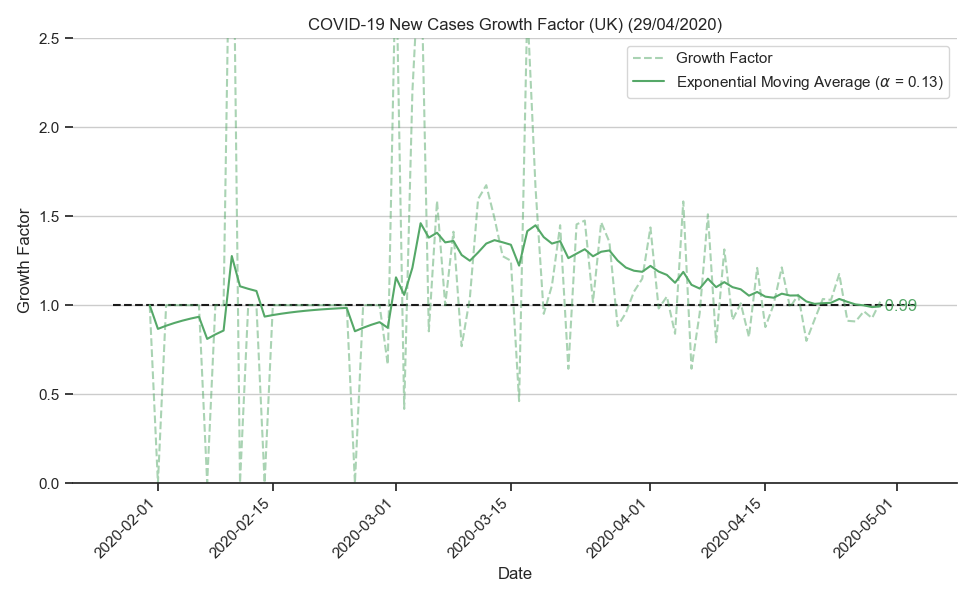 COVID-19 New Cases Growth Factor (UK) (29/04/2020)
Growth Factor
Exponential Moving Average (α = 0.13)
Growth Factor
2.5
2.0
1.5
1.0
0.5
0.0
0.99
2020-02-01
2020-02-15
2020-03-01
2020-03-15
2020-04-01
2020-04-15
2020-05-01
Date